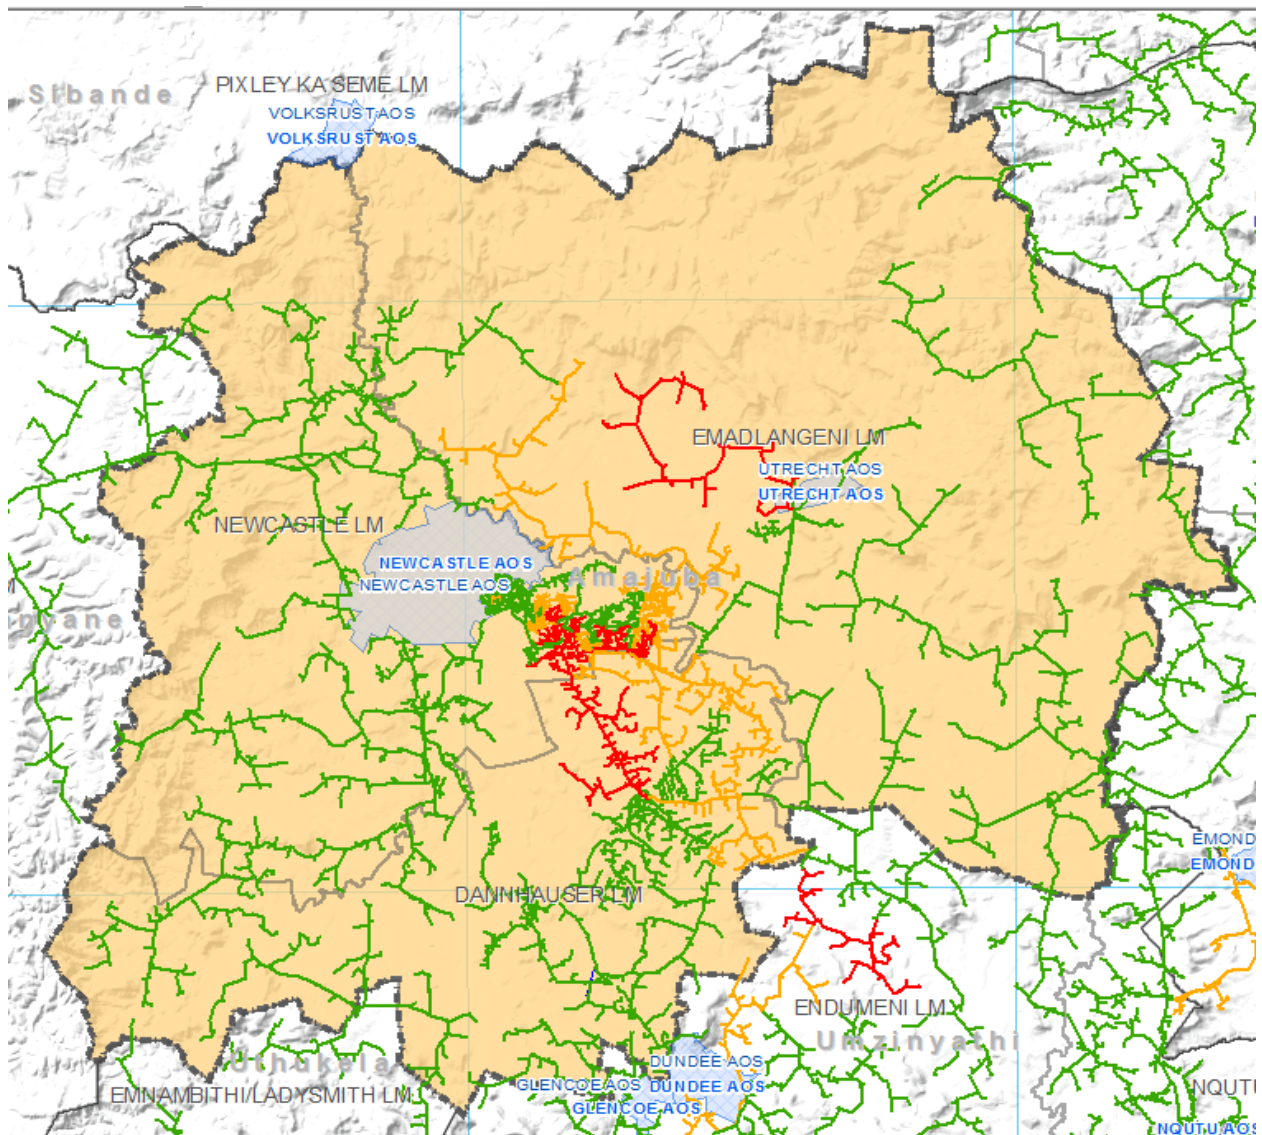 PIXLEY KA SEME LM
Sibande
VOLKSRUST AOS
VOLKSRUST AOS
EMADLANGENI LM
UTRECHT AOS
UTRECHT AOS
NEWCASTLE LM
NEWCASTLE AOS
NEWCASTLE AOS
Amajuba
nyane
EMOND
EMOND
DANNHAUSER LM
ENDUMENI LM
Umzinyathi
Uthukela
DUNDEE AOS
GLENCOE AOS
DUNDEE AOS
NQUTU
EMNAMBITHI/LADYSMITH LM
GLENCOE AOS
NQUTU AOS